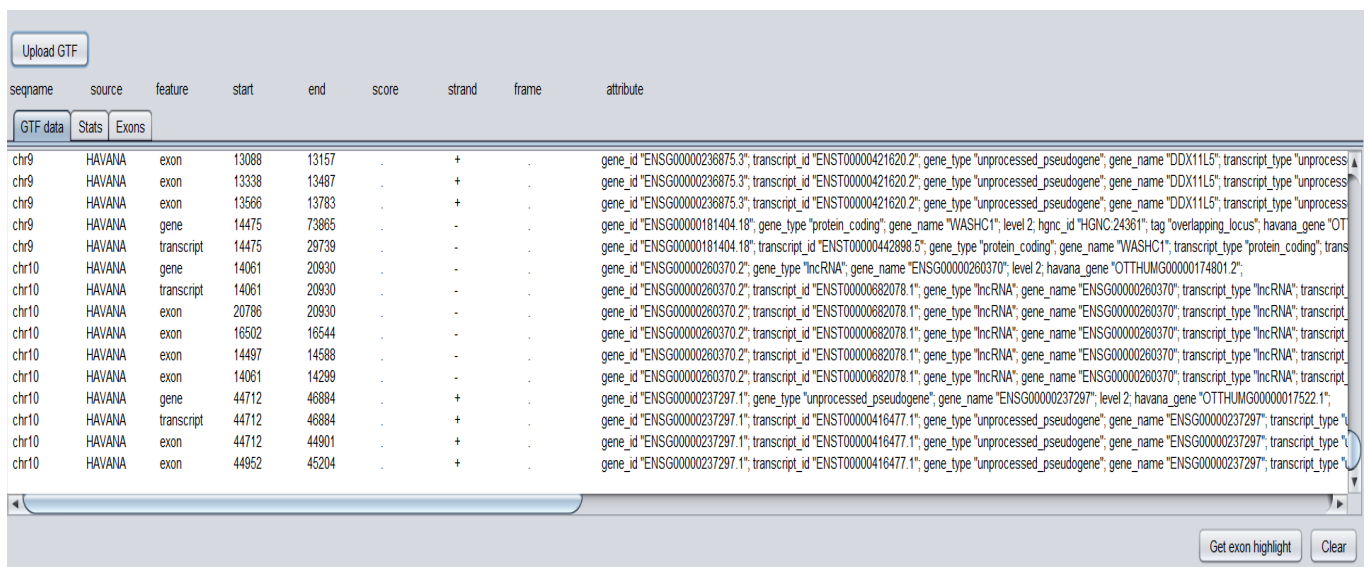 Upload GTF
seqname source feature start end score strand frame attribute
GTF data Stats Exons
chr9 HAVANA exon 13088 13157 . + . gene_id "ENSG00000236875.3"; transcript_id "ENST00000421620.2"; gene_type "unprocessed_pseudogene"; gene_name "DDX11L5"; transcript_type "unprocess
chr9 HAVANA exon 13338 13487 . + . gene_id "ENSG00000236875.3"; transcript_id "ENST00000421620.2"; gene_type "unprocessed_pseudogene"; gene_name "DDX11L5"; transcript_type "unprocess
chr9 HAVANA exon 13566 13783 . + . gene_id "ENSG00000236875.3"; transcript_id "ENST00000421620.2"; gene_type "unprocessed_pseudogene"; gene_name "DDX11L5"; transcript_type "unprocess
chr9 HAVANA gene 14475 73865 . - . gene_id "ENSG00000181404.18"; gene_type "protein_coding"; gene_name "WASHC1"; level 2; hgnc_id "HGNC:24361"; tag "overlapping_locus"; havana_gene "OT
chr9 HAVANA transcript 14475 29739 . - . gene_id "ENSG00000181404.18"; transcript_id "ENST00000442898.5"; gene_type "protein_coding"; gene_name "WASHC1"; transcript_type "protein_coding"; trans
chr10 HAVANA gene 14061 20930 . - . gene_id "ENSG00000260370.2"; gene_type "lncRNA"; gene_name "ENSG00000260370"; level 2; havana_gene "OTTHUMG00000174801.2";
chr10 HAVANA transcript 14061 20930 . - . gene_id "ENSG00000260370.2"; transcript_id "ENST00000682078.1"; gene_type "lncRNA"; gene_name "ENSG00000260370"; transcript_type "lncRNA"; transcript_
chr10 HAVANA exon 20786 20930 . - . gene_id "ENSG00000260370.2"; transcript_id "ENST00000682078.1"; gene_type "lncRNA"; gene_name "ENSG00000260370"; transcript_type "lncRNA"; transcript_
chr10 HAVANA exon 16502 16544 . - . gene_id "ENSG00000260370.2"; transcript_id "ENST00000682078.1"; gene_type "lncRNA"; gene_name "ENSG00000260370"; transcript_type "lncRNA"; transcript_
chr10 HAVANA exon 14497 14588 . - . gene_id "ENSG00000260370.2"; transcript_id "ENST00000682078.1"; gene_type "lncRNA"; gene_name "ENSG00000260370"; transcript_type "lncRNA"; transcript_
chr10 HAVANA exon 14061 14299 . - . gene_id "ENSG00000260370.2"; transcript_id "ENST00000682078.1"; gene_type "lncRNA"; gene_name "ENSG00000260370"; transcript_type "lncRNA"; transcript_
chr10 HAVANA gene 44712 46884 . + . gene_id "ENSG00000237297.1"; gene_type "unprocessed_pseudogene"; gene_name "ENSG00000237297"; level 2; havana_gene "OTTHUMG00000017522.1";
chr10 HAVANA transcript 44712 46884 . + . gene_id "ENSG00000237297.1"; transcript_id "ENST00000416477.1"; gene_type "unprocessed_pseudogene"; gene_name "ENSG00000237297"; transcript_type "u
chr10 HAVANA exon 44712 44901 . + . gene_id "ENSG00000237297.1"; transcript_id "ENST00000416477.1"; gene_type "unprocessed_pseudogene"; gene_name "ENSG00000237297"; transcript_type "u
chr10 HAVANA exon 44952 45204 . + . gene_id "ENSG00000237297.1"; transcript_id "ENST00000416477.1"; gene_type "unprocessed_pseudogene"; gene_name "ENSG00000237297"; transcript_type "u
Get exon highlight Clear